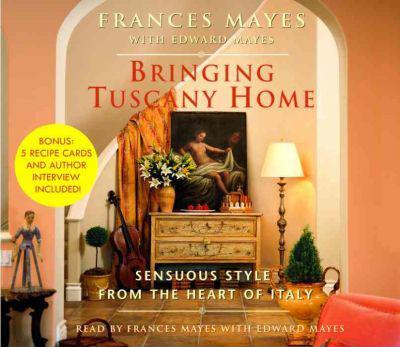 FRANCES MAYES
WITH EDWARD MAYES
BRINGING
TUSCANY HOME
BONUS:
5 RECIPE CARDS
AND AUTHOR
INTERVIEW
INCLUDED!
SENSUOUS STYLE
FROM THE HEART OF ITALY
READ BY FRANCES MAYES WITH EDWARD MAYES